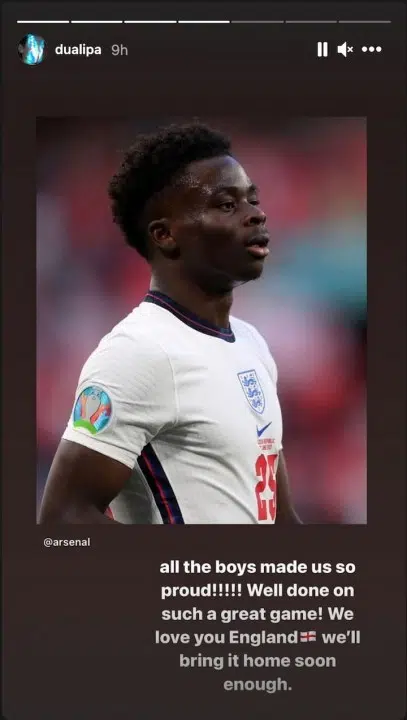 dualipa 9h
25
@arsenal
all the boys made us so
proud!!!!! Well done on
such a great game! We
love you England🏴󠁧󠁢󠁥󠁮󠁧󠁿 we’ll
bring it home soon
enough.